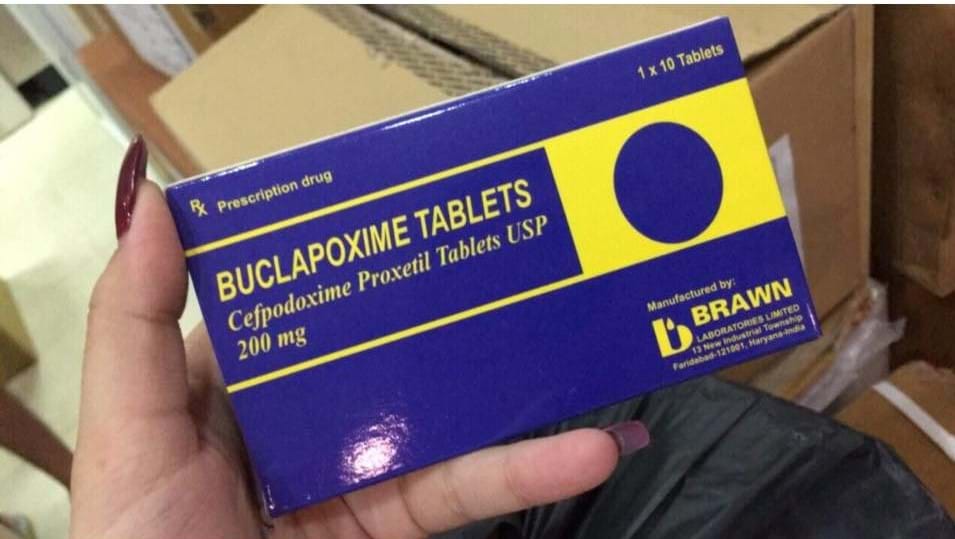 1 x 10 Tablets
Rx Prescription drug
BUCLAPOXIME TABLETS
Cefpodoxime Proxetil Tablets USP
200 mg
Manufactured by:
BRAWN
LABORATORIES LIMITED
13 New Industrial Township
Faridabad-121001, Haryana-India